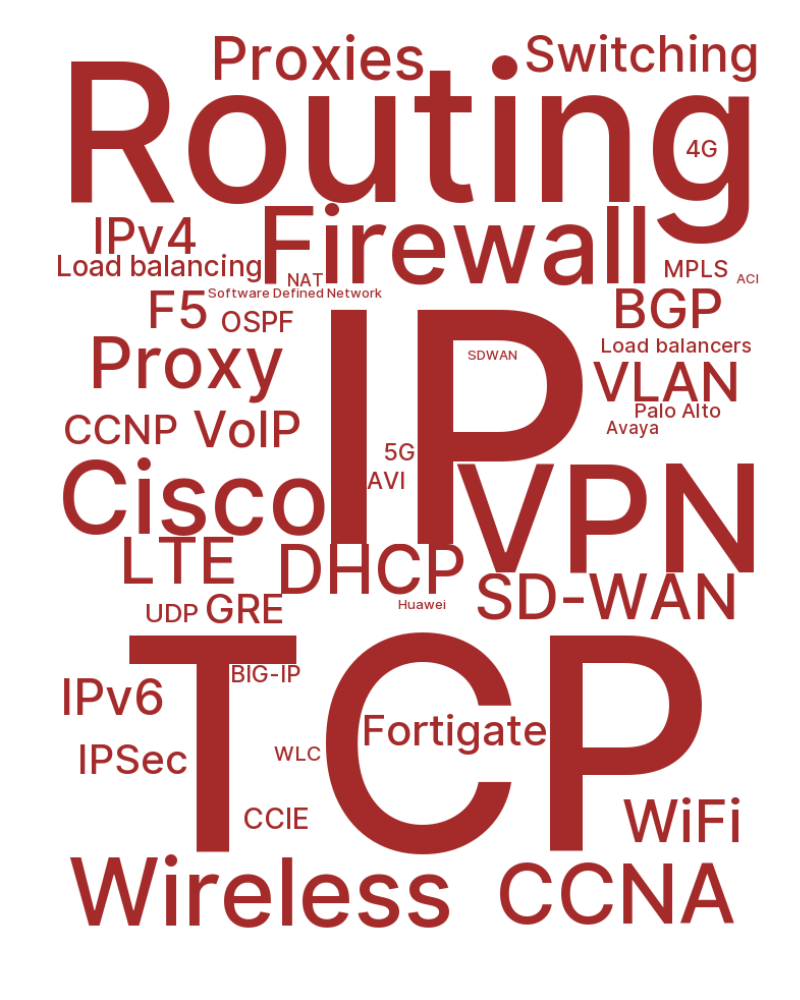 Proxies
Switching
Routing
4G
IPv4
Firewall
Load balancing
NAT
MPLS
ACI
Software Defined Network
F5
OSPF
BGP
IP
Load balancers
SDWAN
Proxy
VLAN
Palo Alto
CCNP
VoIP
Avaya
5G
AVI
Cisco
VPN
LTE
DHCP
SD-WAN
Huawei
UDP
GRE
TCP
BIG-IP
IPv6
Fortigate
IPSec
WLC
CCIE
WiFi
Wireless
CCNA